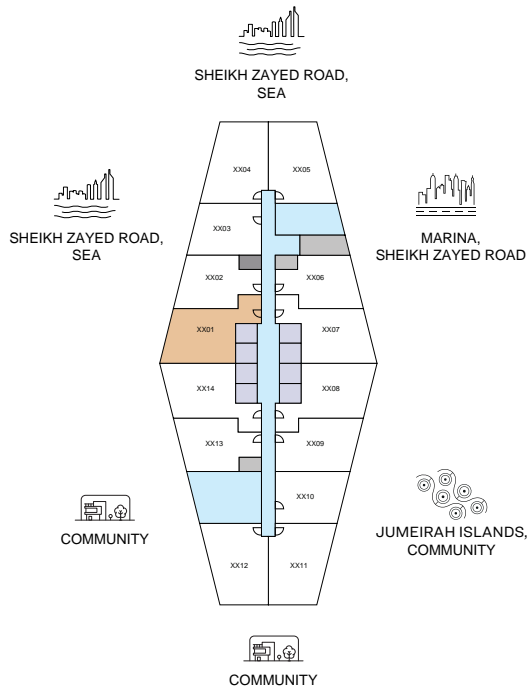 SHEIKH ZAYED ROAD,
SEA
XX04
XX05
SHEIKH ZAYED ROAD,
SEA
XX03
MARINA,
SHEIKH ZAYED ROAD
XX02
XX06
XX01
XX07
XX14
XX08
XX13
XX09
XX10
COMMUNITY
JUMEIRAH ISLANDS,
COMMUNITY
XX12
XX11
COMMUNITY